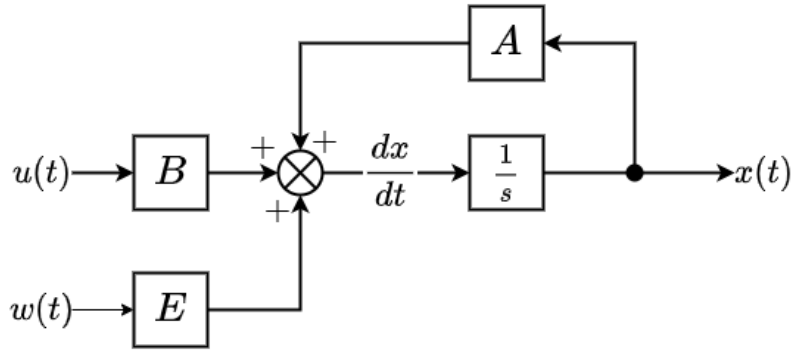 A
u(t)
B
+
+
+
dx
dt
1
s
x(t)
w(t)
E